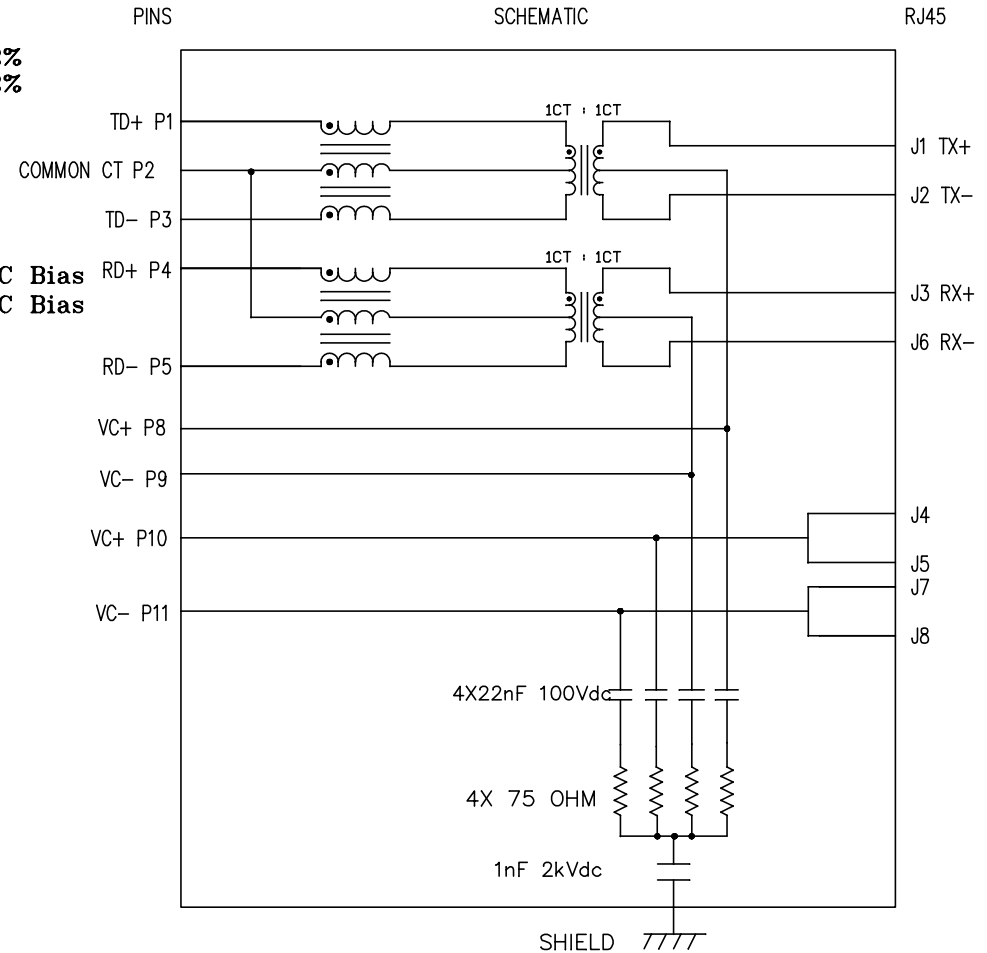 PINS SCHEMATIC RJ45
%
%
1CT : 1CT
TD+ P1
J1 TX+
COMMON CT P2
J2 TX-
TD- P3
1CT : 1CT
C Bias RD+ P4
J3 RX+
C Bias
J6 RX-
RD- P5
VC+ P8
VC- P9
J4
VC+ P10
J5
J7
VC- P11
J8
4X22nF 100Vdc
4X 75 OHM
1nF 2kVdc
SHIELD